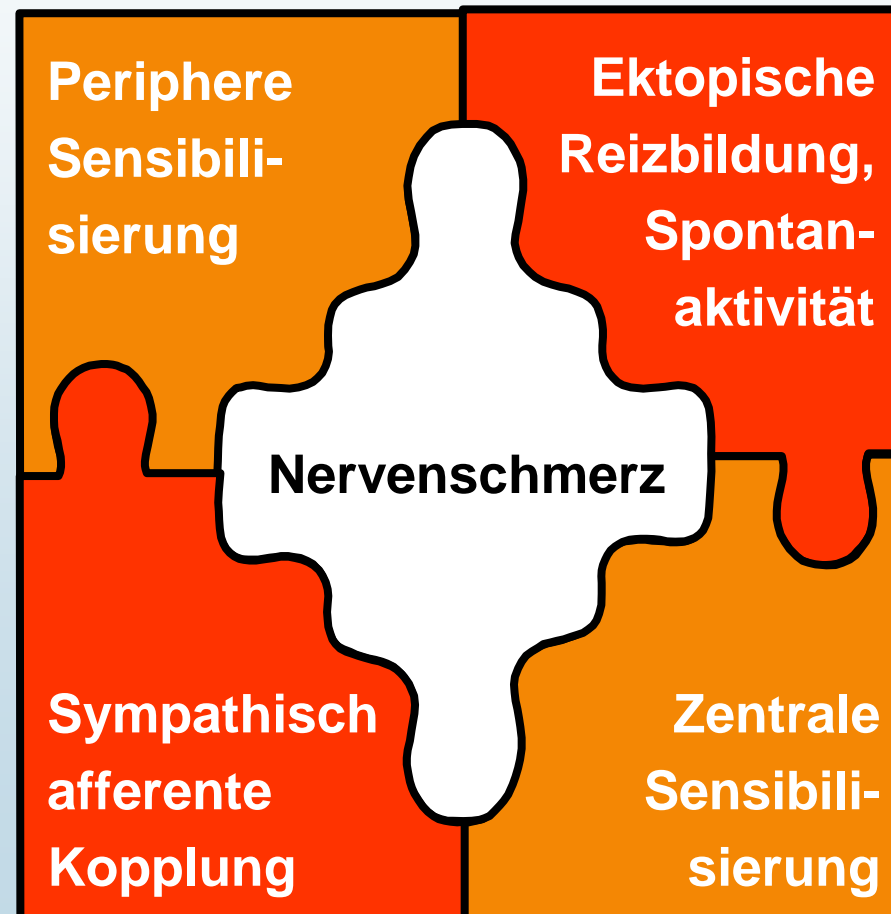 Periphere
Sensibili-
sierung
Ektopische
Reizbildung,
Spontan-
aktivität
Nervenschmerz
Sympathisch
afferente
Kopplung
Zentrale
Sensibili-
sierung